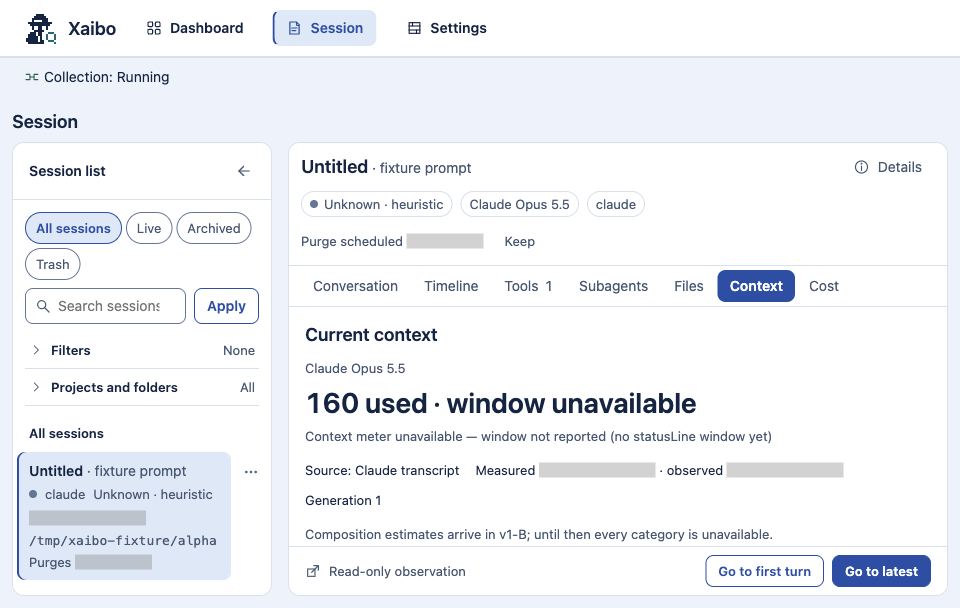 Xaibo Dashboard Session Settings
Collection: Running
Session
Session list
All sessions Live Archived
Trash
Search sessions Apply
Filters None
Projects and folders All
All sessions
Untitled · fixture prompt
claude Unknown · heuristic
/tmp/xaibo-fixture/alpha
Purges
Untitled · fixture prompt Details
Unknown · heuristic Claude Opus 5.5 claude
Purge scheduled Keep
Conversation Timeline Tools 1 Subagents Files Context Cost
Current context
Claude Opus 5.5
160 used · window unavailable
Context meter unavailable — window not reported (no statusLine window yet)
Source: Claude transcript Measured · observed
Generation 1
Composition estimates arrive in v1-B; until then every category is unavailable.
Read-only observation Go to first turn Go to latest